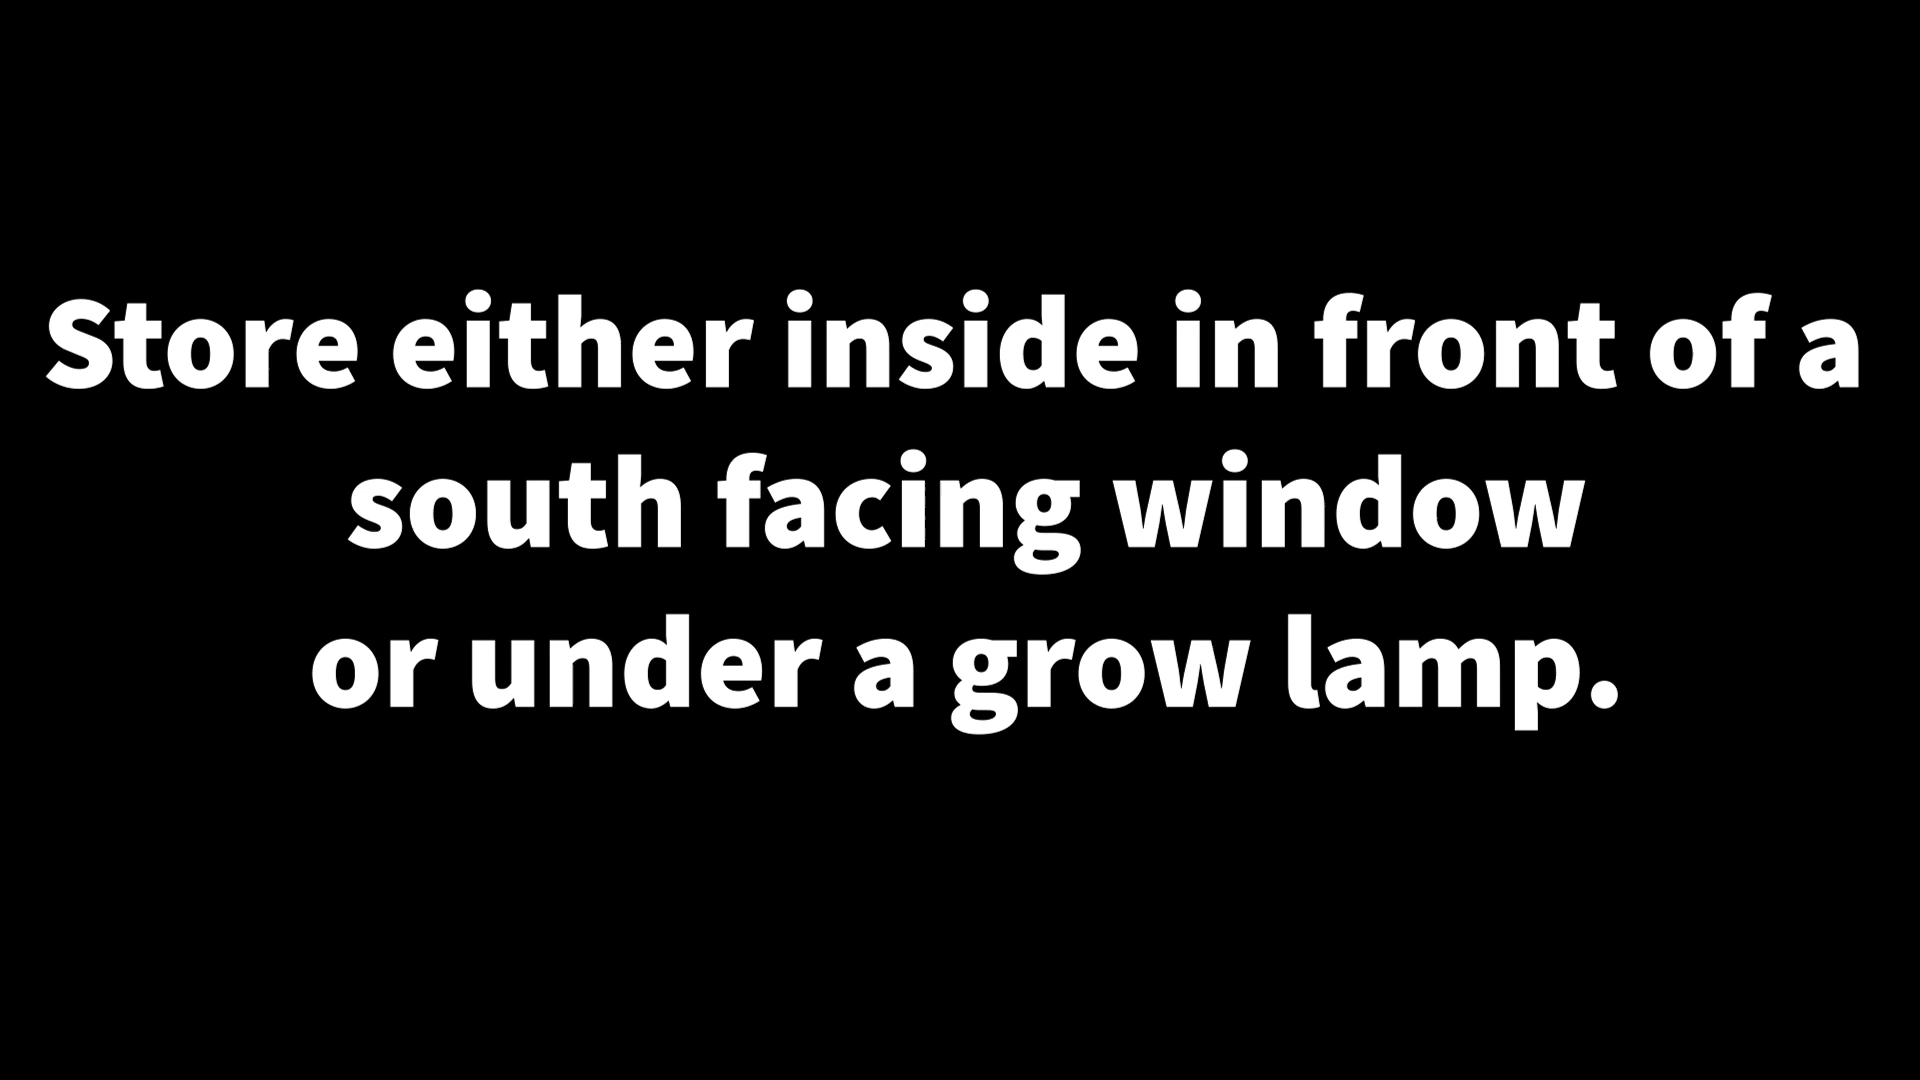 Store either inside in front of a
south facing window
or under a grow lamp.